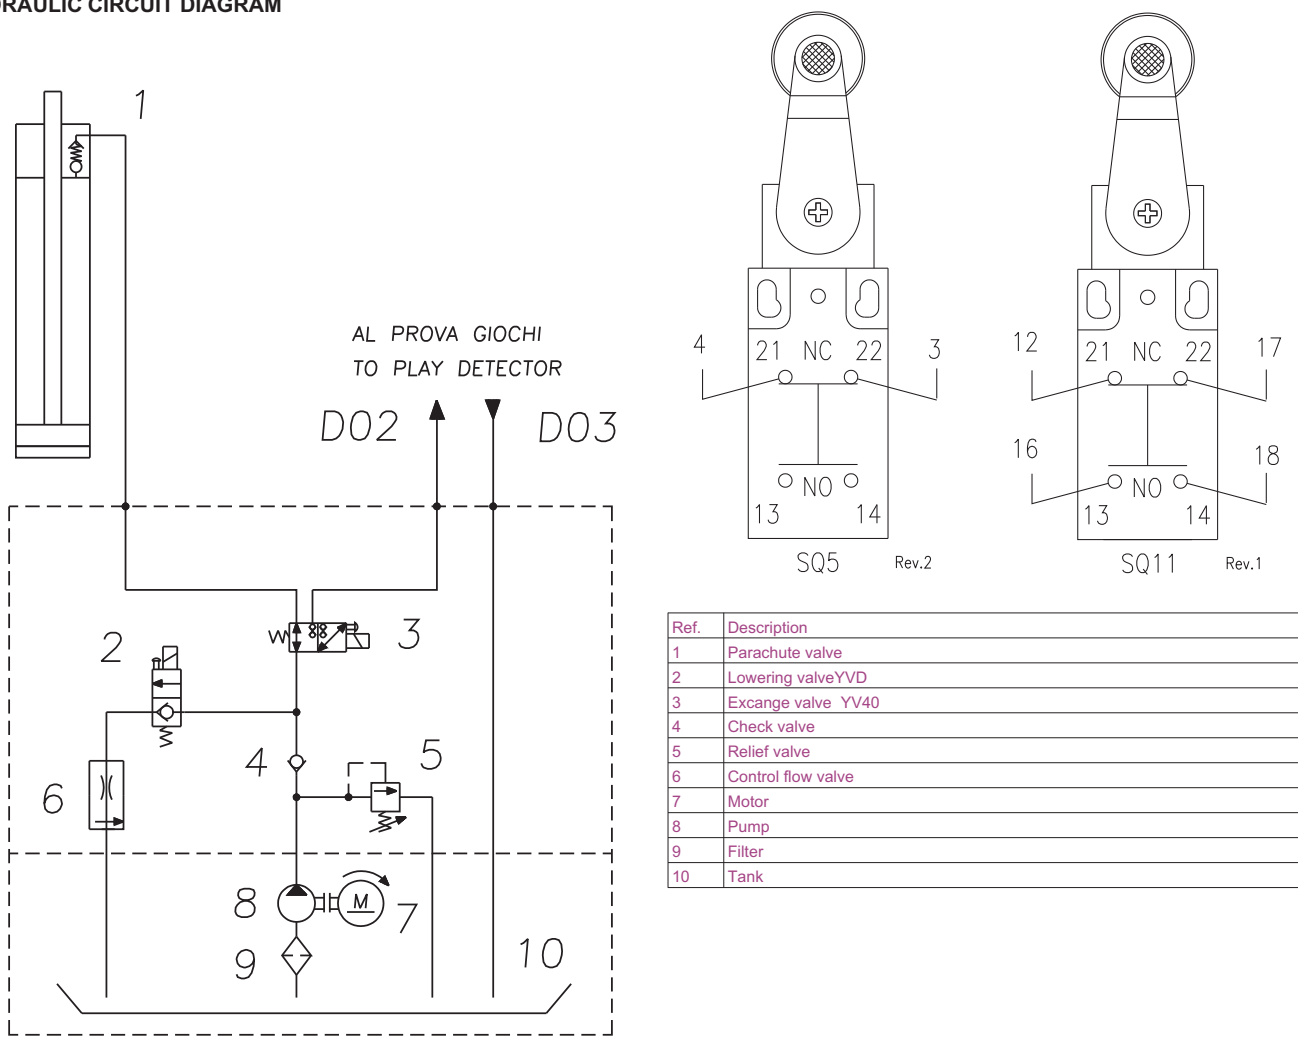 HYDRAULIC CIRCUIT DIAGRAM
1
AL PROVA GIOCHI
TO PLAY DETECTOR
D02 D03
2
3
4
5
6
8
7
9
10
M
4 21 NC 22 3
NO
13 14
SQ5 Rev.2
12 21 NC 22 17
16 NO 18
13 14
SQ11 Rev.1
Ref. Description
1 Parachute valve
2 Lowering valveYVD
3 Excange valve YV40
4 Check valve
5 Relief valve
6 Control flow valve
7 Motor
8 Pump
9 Filter
10 Tank